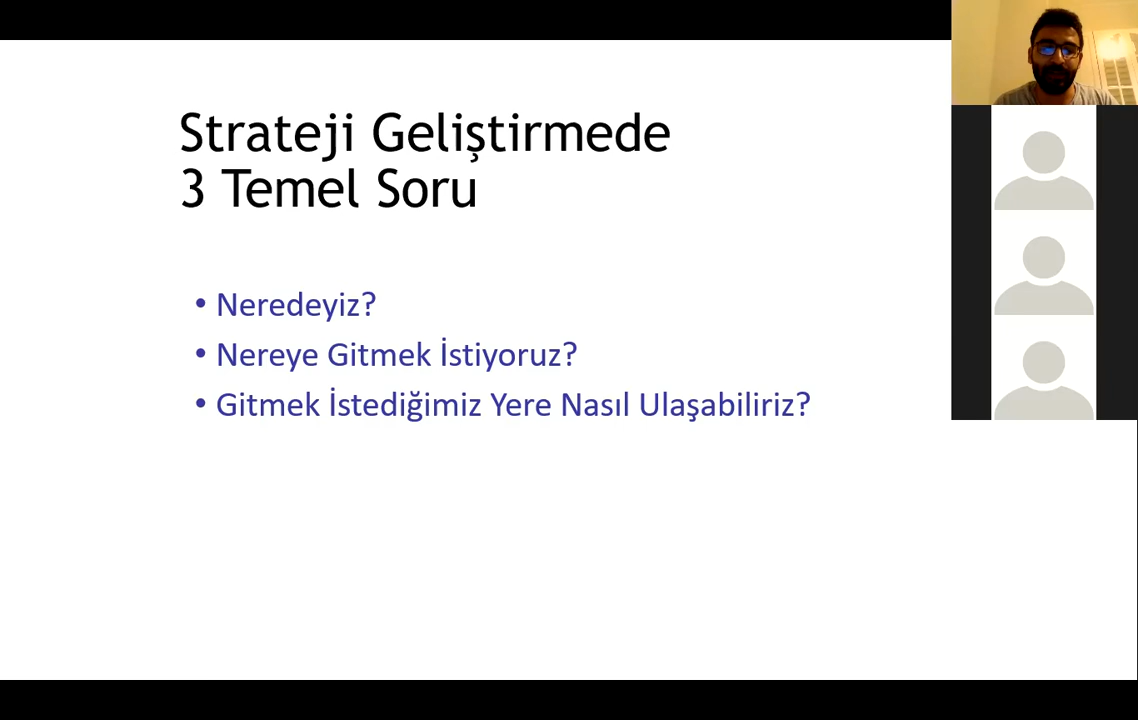 Strateji Geliştirmede
3 Temel Soru
• Neredeyiz?
• Nereye Gitmek İstiyoruz?
• Gitmek İstediğimiz Yere Nasıl Ulaşabiliriz?